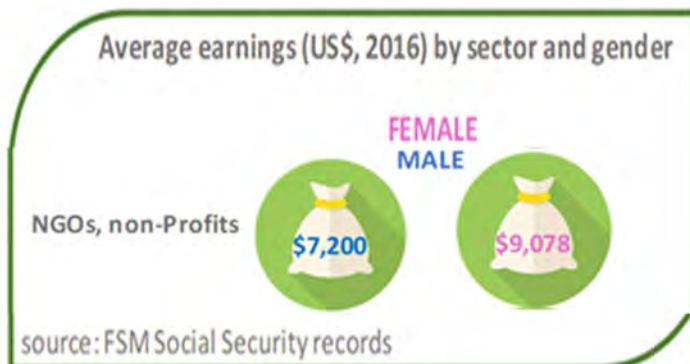 Average earnings (US$, 2016) by sector and gender
FEMALE
MALE
NGOs, non-Profits
$7,200
$9,078
source: FSM Social Security records